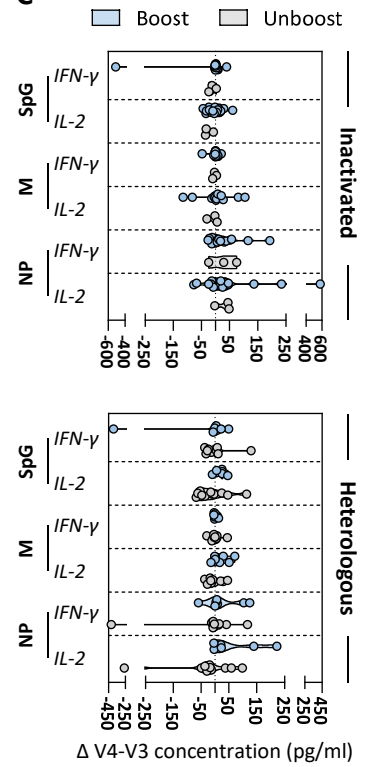 Boost Unboost
SpG
IFN-γ
IL-2
M
IFN-γ
IL-2
NP
IFN-γ
IL-2
Inactivated
-600 -400 -250 -150 -50 50 150 250 400 600
SpG
IFN-γ
IL-2
M
IFN-γ
IL-2
NP
IFN-γ
IL-2
Heterologous
-450 -250 -250 -150 -50 50 150 250 250 450
Δ V4-V3 concentration (pg/ml)